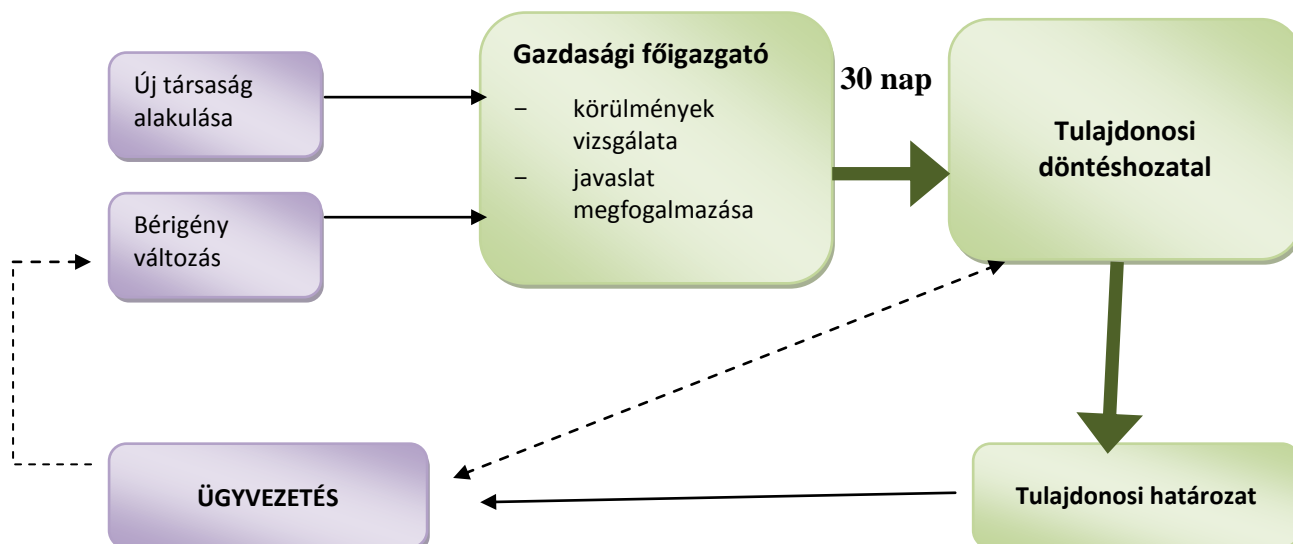 Új társaság
alakulása
Gazdasági főigazgató
– körülmények
vizsgálata
– javaslat
megfogalmazása
30 nap
Tulajdonosi
döntéshozatal
Bérigény
változás
ÜGYVEZETÉS
Tulajdonosi határozat